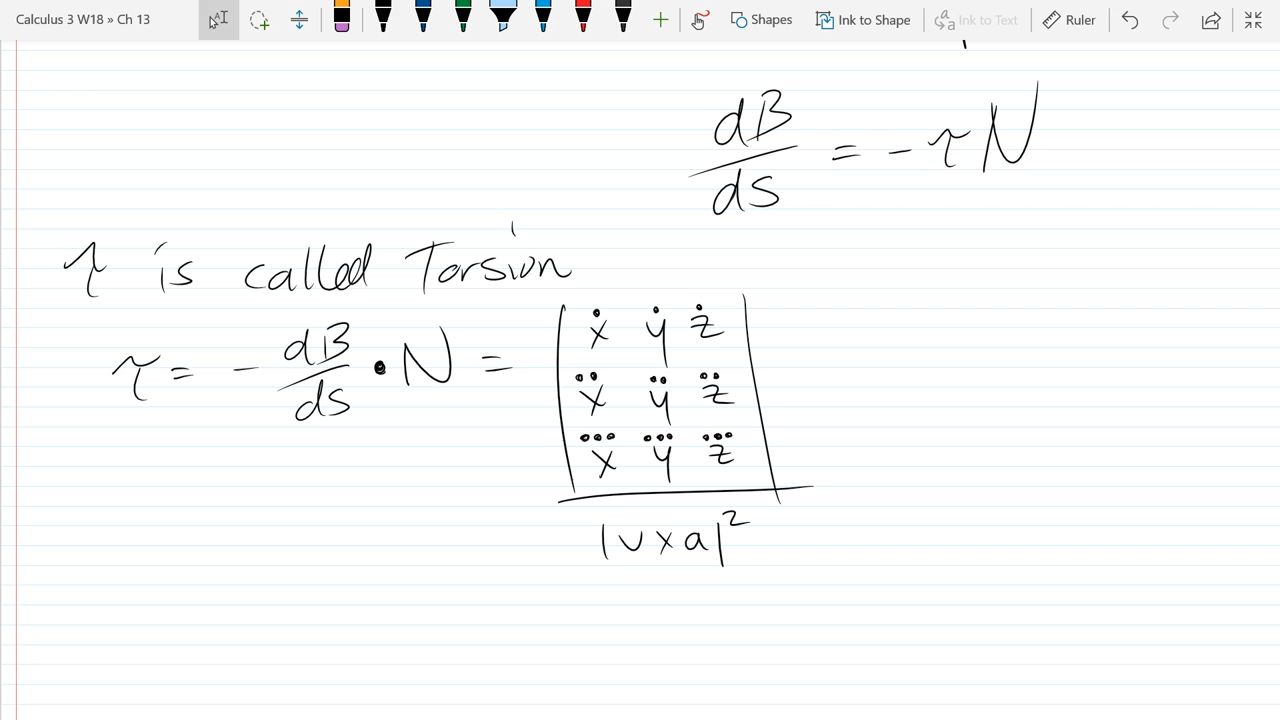 Calculus 3 W18 » Ch 13 Shapes Ink to Shape Ink to Text Ruler
dB/ds = -τN
τ is called Torsion
τ = - dB/ds • N = | ẋ ẏ ż |
| ẍ ÿ z̈ |
| x⃛ y⃛ z⃛ |
|v×a|²